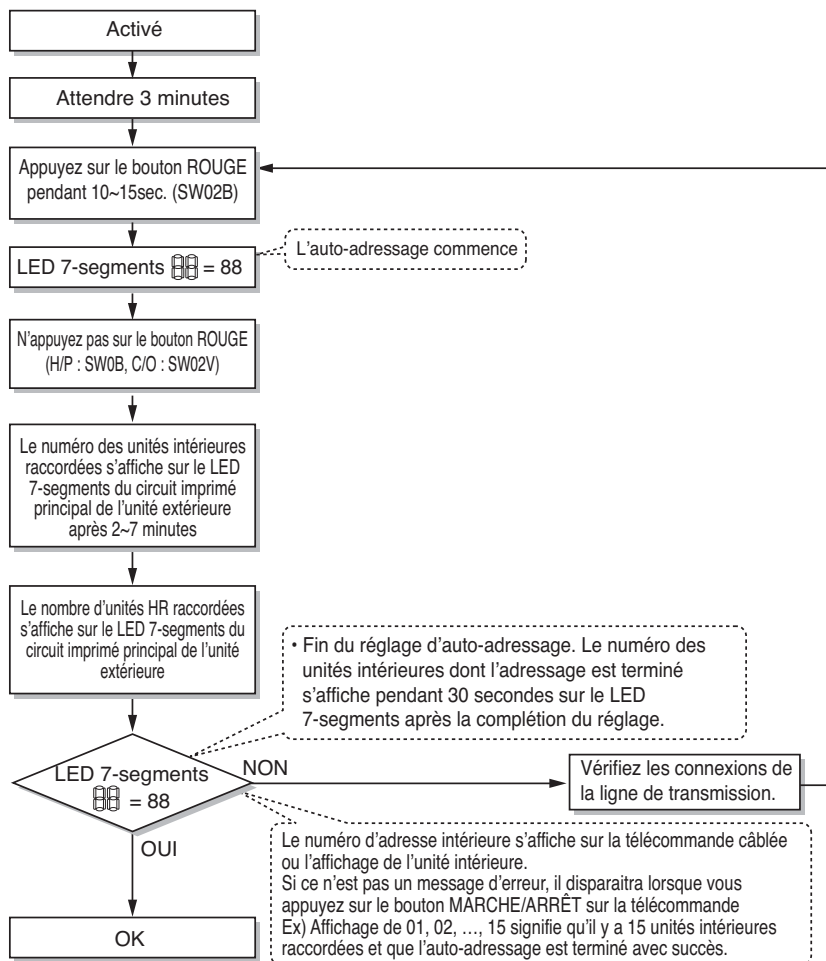 Activé
Attendre 3 minutes
Appuyez sur le bouton ROUGE
pendant 10~15sec. (SW02B)
LED 7-segments 88 = 88
L'auto-adressage commence
N'appuyez pas sur le bouton ROUGE
(H/P : SW0B, C/O : SW02V)
Le numéro des unités intérieures
raccordées s'affiche sur le LED
7-segments du circuit imprimé
principal de l'unité extérieure
après 2~7 minutes
Le nombre d'unités HR raccordées
s'affiche sur le LED 7-segments du
circuit imprimé principal de l'unité
extérieure
• Fin du réglage d'auto-adressage. Le numéro des
unités intérieures dont l'adressage est terminé
s'affiche pendant 30 secondes sur le LED
7-segments après la complétion du réglage.
LED 7-segments
88 = 88
NON
Vérifiez les connexions de
la ligne de transmission.
OUI
Le numéro d'adresse intérieure s'affiche sur la télécommande câblée
ou l'affichage de l'unité intérieure.
Si ce n'est pas un message d'erreur, il disparaitra lorsque vous
appuyez sur le bouton MARCHE/ARRÊT sur la télécommande
Ex) Affichage de 01, 02, ..., 15 signifie qu'il y a 15 unités intérieures
raccordées et que l'auto-adressage est terminé avec succès.
OK